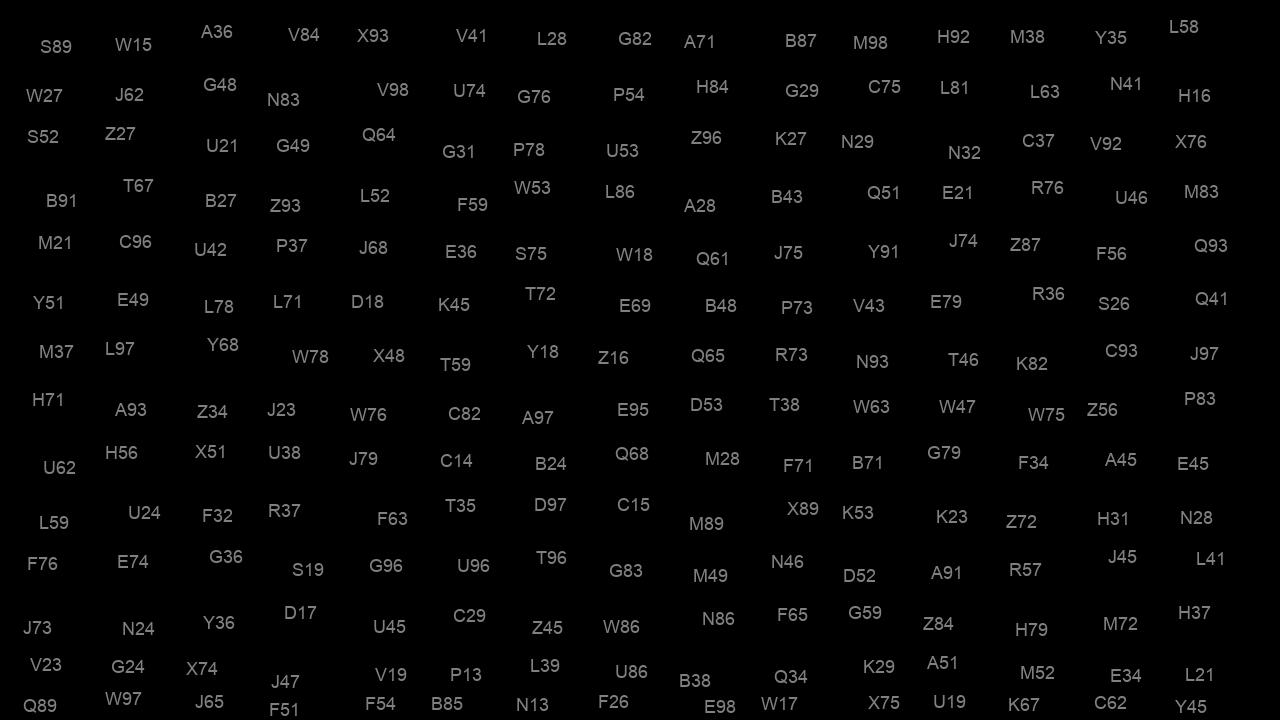 S89 W15 A36 V84 X93 V41 L28 G82 A71 B87 M98 H92 M38 Y35 L58
W27 J62 G48 N83 V98 U74 G76 P54 H84 G29 C75 L81 L63 N41 H16
S52 Z27 U21 G49 Q64 G31 P78 U53 Z96 K27 N29 N32 C37 V92 X76
B91 T67 B27 Z93 L52 F59 W53 L86 A28 B43 Q51 E21 R76 U46 M83
M21 C96 U42 P37 J68 E36 S75 W18 Q61 J75 Y91 J74 Z87 F56 Q93
Y51 E49 L78 L71 D18 K45 T72 E69 B48 P73 V43 E79 R36 S26 Q41
M37 L97 Y68 W78 X48 T59 Y18 Z16 Q65 R73 N93 T46 K82 C93 J97
H71 A93 Z34 J23 W76 C82 A97 E95 D53 T38 W63 W47 W75 Z56 P83
U62 H56 X51 U38 J79 C14 B24 Q68 M28 F71 B71 G79 F34 A45 E45
L59 U24 F32 R37 F63 T35 D97 C15 M89 X89 K53 K23 Z72 H31 N28
F76 E74 G36 S19 G96 U96 T96 G83 M49 N46 D52 A91 R57 J45 L41
J73 N24 Y36 D17 U45 C29 Z45 W86 N86 F65 G59 Z84 H79 M72 H37
V23 G24 X74 J47 V19 P13 L39 U86 B38 Q34 K29 A51 M52 E34 L21
Q89 W97 J65 F51 F54 B85 N13 F26 E98 W17 X75 U19 K67 C62 Y45